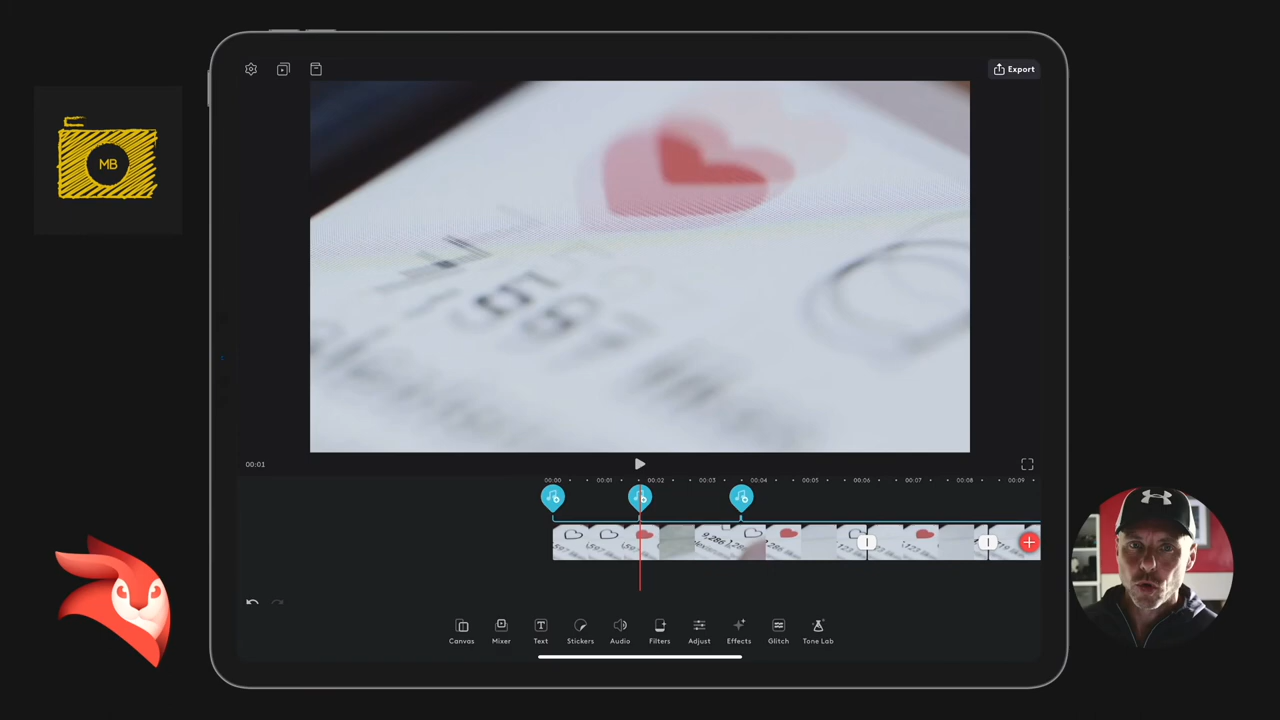 Export
MB
597
00:01
00:00
00:01
00:02
00:03
00:04
00:05
00:06
00:07
00:08
00:09
Canvas
Mixer
Text
Stickers
Audio
Filters
Adjust
Effects
Glitch
Tone Lab